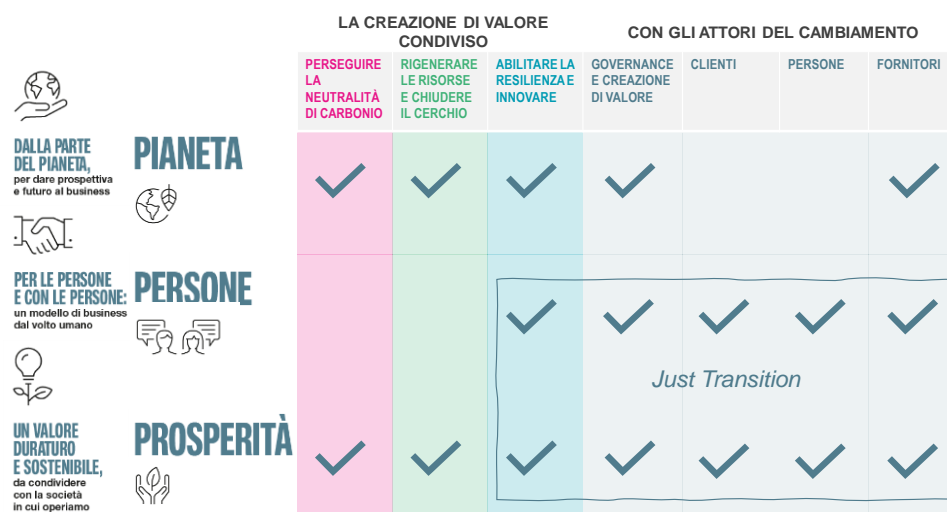 LA CREAZIONE DI VALORE
CONDIVISO
CON GLI ATTORI DEL CAMBIAMENTO
PERSEGUIRE
LA
NEUTRALITÀ
DI CARBONIO
RIGENERARE
LE RISORSE
E CHIUDERE
IL CERCHIO
ABILITARE LA
RESILIENZA E
INNOVARE
GOVERNANCE
E CREAZIONE
DI VALORE
CLIENTI
PERSONE
FORNITORI
DALLA PARTE
DEL PIANETA,
per dare prospettiva
e futuro al business
PIANETA
PER LE PERSONE
E CON LE PERSONE:
un modello di business
dal volto umano
PERSONE
Just Transition
UN VALORE
DURATURO
E SOSTENIBILE,
da condividere
con la società
in cui operiamo
PROSPERITÀ